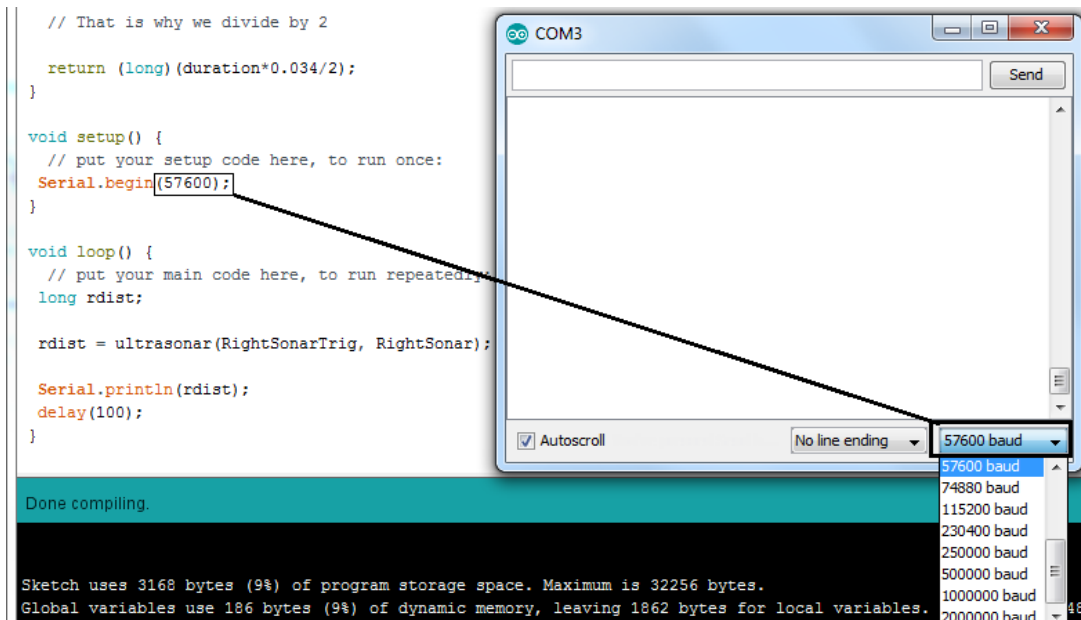 // That is why we divide by 2
return (long)(duration*0.034/2);
}
void setup() {
// put your setup code here, to run once:
Serial.begin(57600);
}
void loop() {
// put your main code here, to run repeatedly:
long rdist;
rdist = ultrasonar(RightSonarTrig, RightSonar);
Serial.println(rdist);
delay(100);
}
Done compiling.
Sketch uses 3168 bytes (9%) of program storage space. Maximum is 32256 bytes.
Global variables use 186 bytes (9%) of dynamic memory, leaving 1862 bytes for local variables.
COM3
Send
Autoscroll
No line ending
57600 baud
57600 baud
74880 baud
115200 baud
230400 baud
250000 baud
500000 baud
1000000 baud
2000000 baud